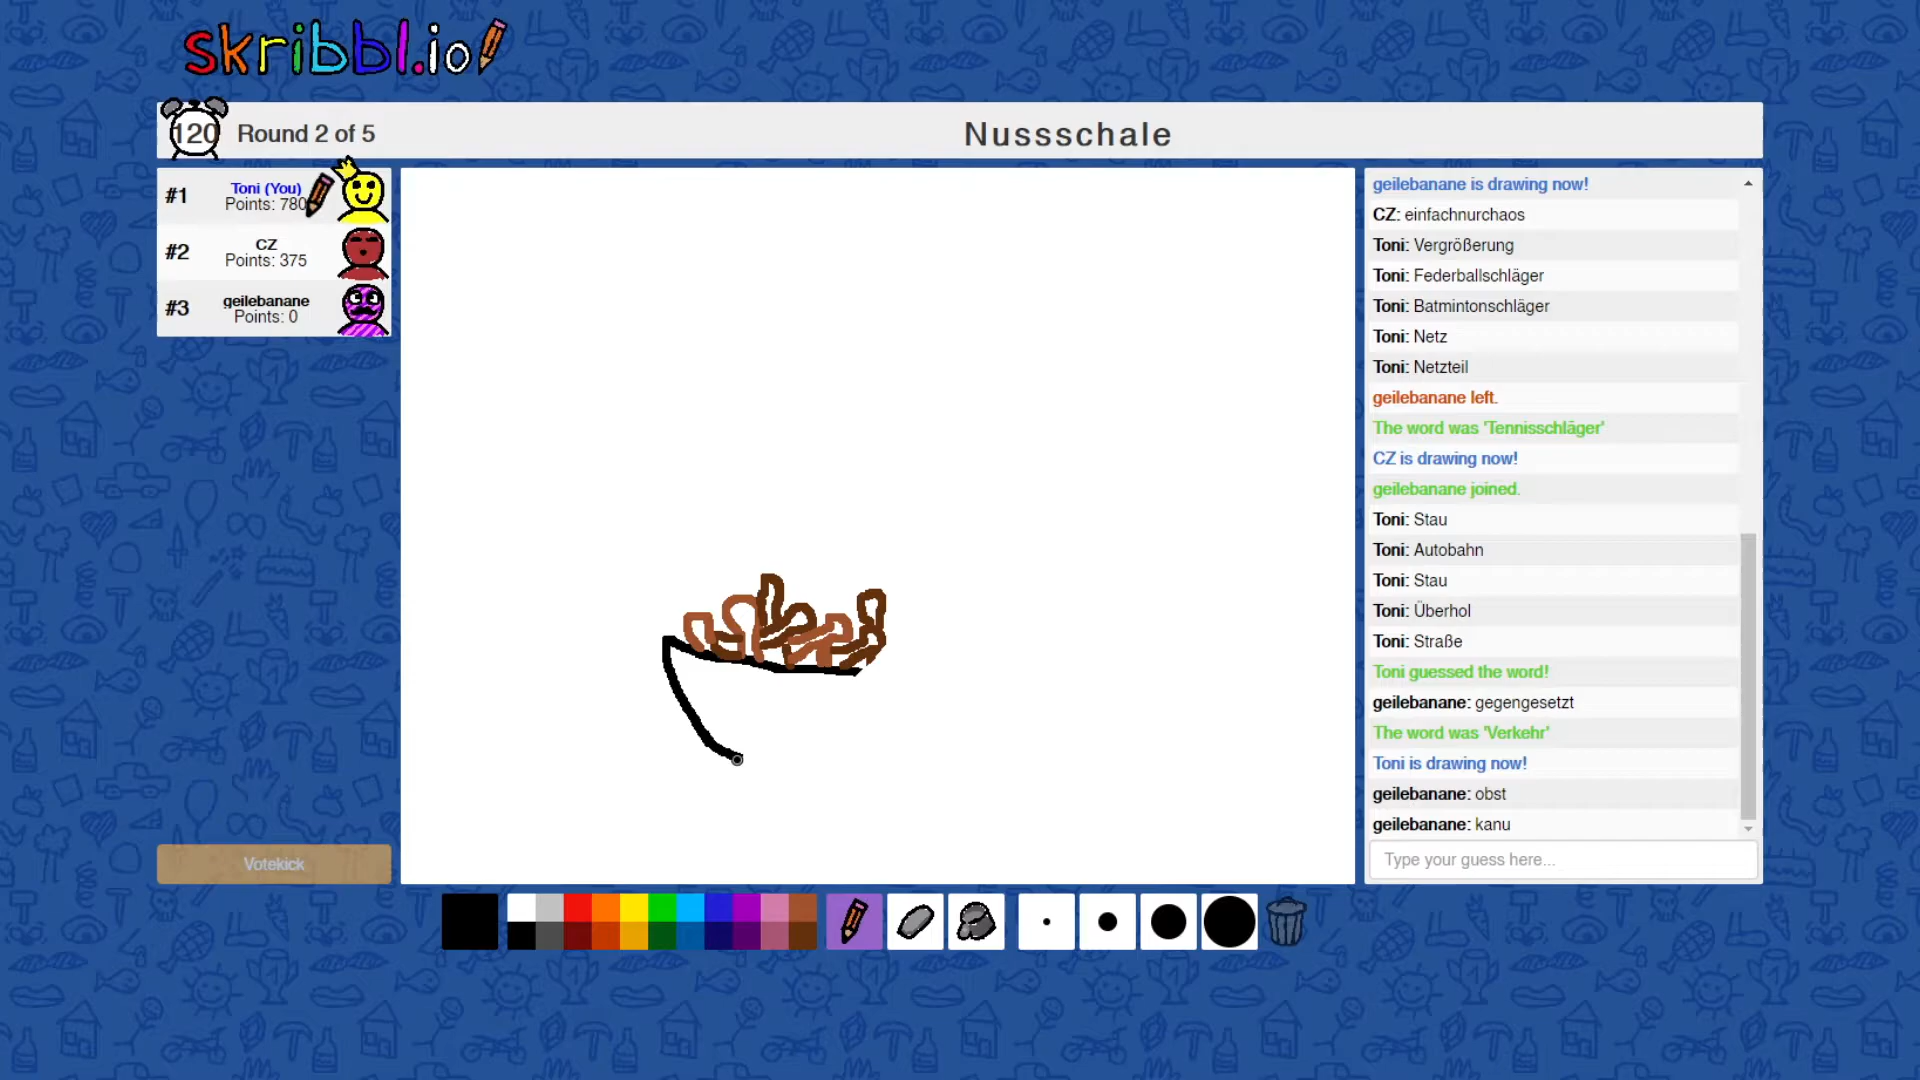 skribbl.io
120
Round 2 of 5
Nussschale
#1
Toni (You)
Points: 780
#2
CZ
Points: 375
#3
geilebanane
Points: 0
Votekick
geilebanane is drawing now!
CZ: einfachnurchaos
Toni: Vergrößerung
Toni: Federballschläger
Toni: Batmintonschläger
Toni: Netz
Toni: Netzteil
geilebanane left.
The word was 'Tennisschläger'
CZ is drawing now!
geilebanane joined.
Toni: Stau
Toni: Autobahn
Toni: Stau
Toni: Überhol
Toni: Straße
Toni guessed the word!
geilebanane: gegengesetzt
The word was 'Verkehr'
Toni is drawing now!
geilebanane: obst
geilebanane: kanu
Type your guess here...